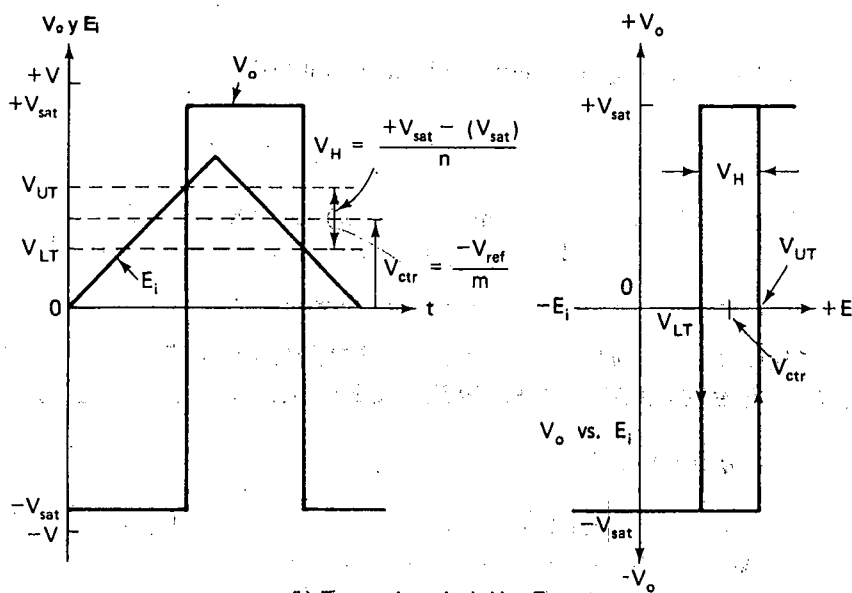 V_o y E_i
+V
+V_sat
V_o
V_H = +V_sat − (V_sat) / n
V_UT
V_LT
E_i
V_ctr = −V_ref / m
0
t
−V_sat
−V
+V_o
+V_sat
V_H
V_UT
0
−E_i
+E
V_LT
V_ctr
V_o vs. E_i
−V_sat
-V_o